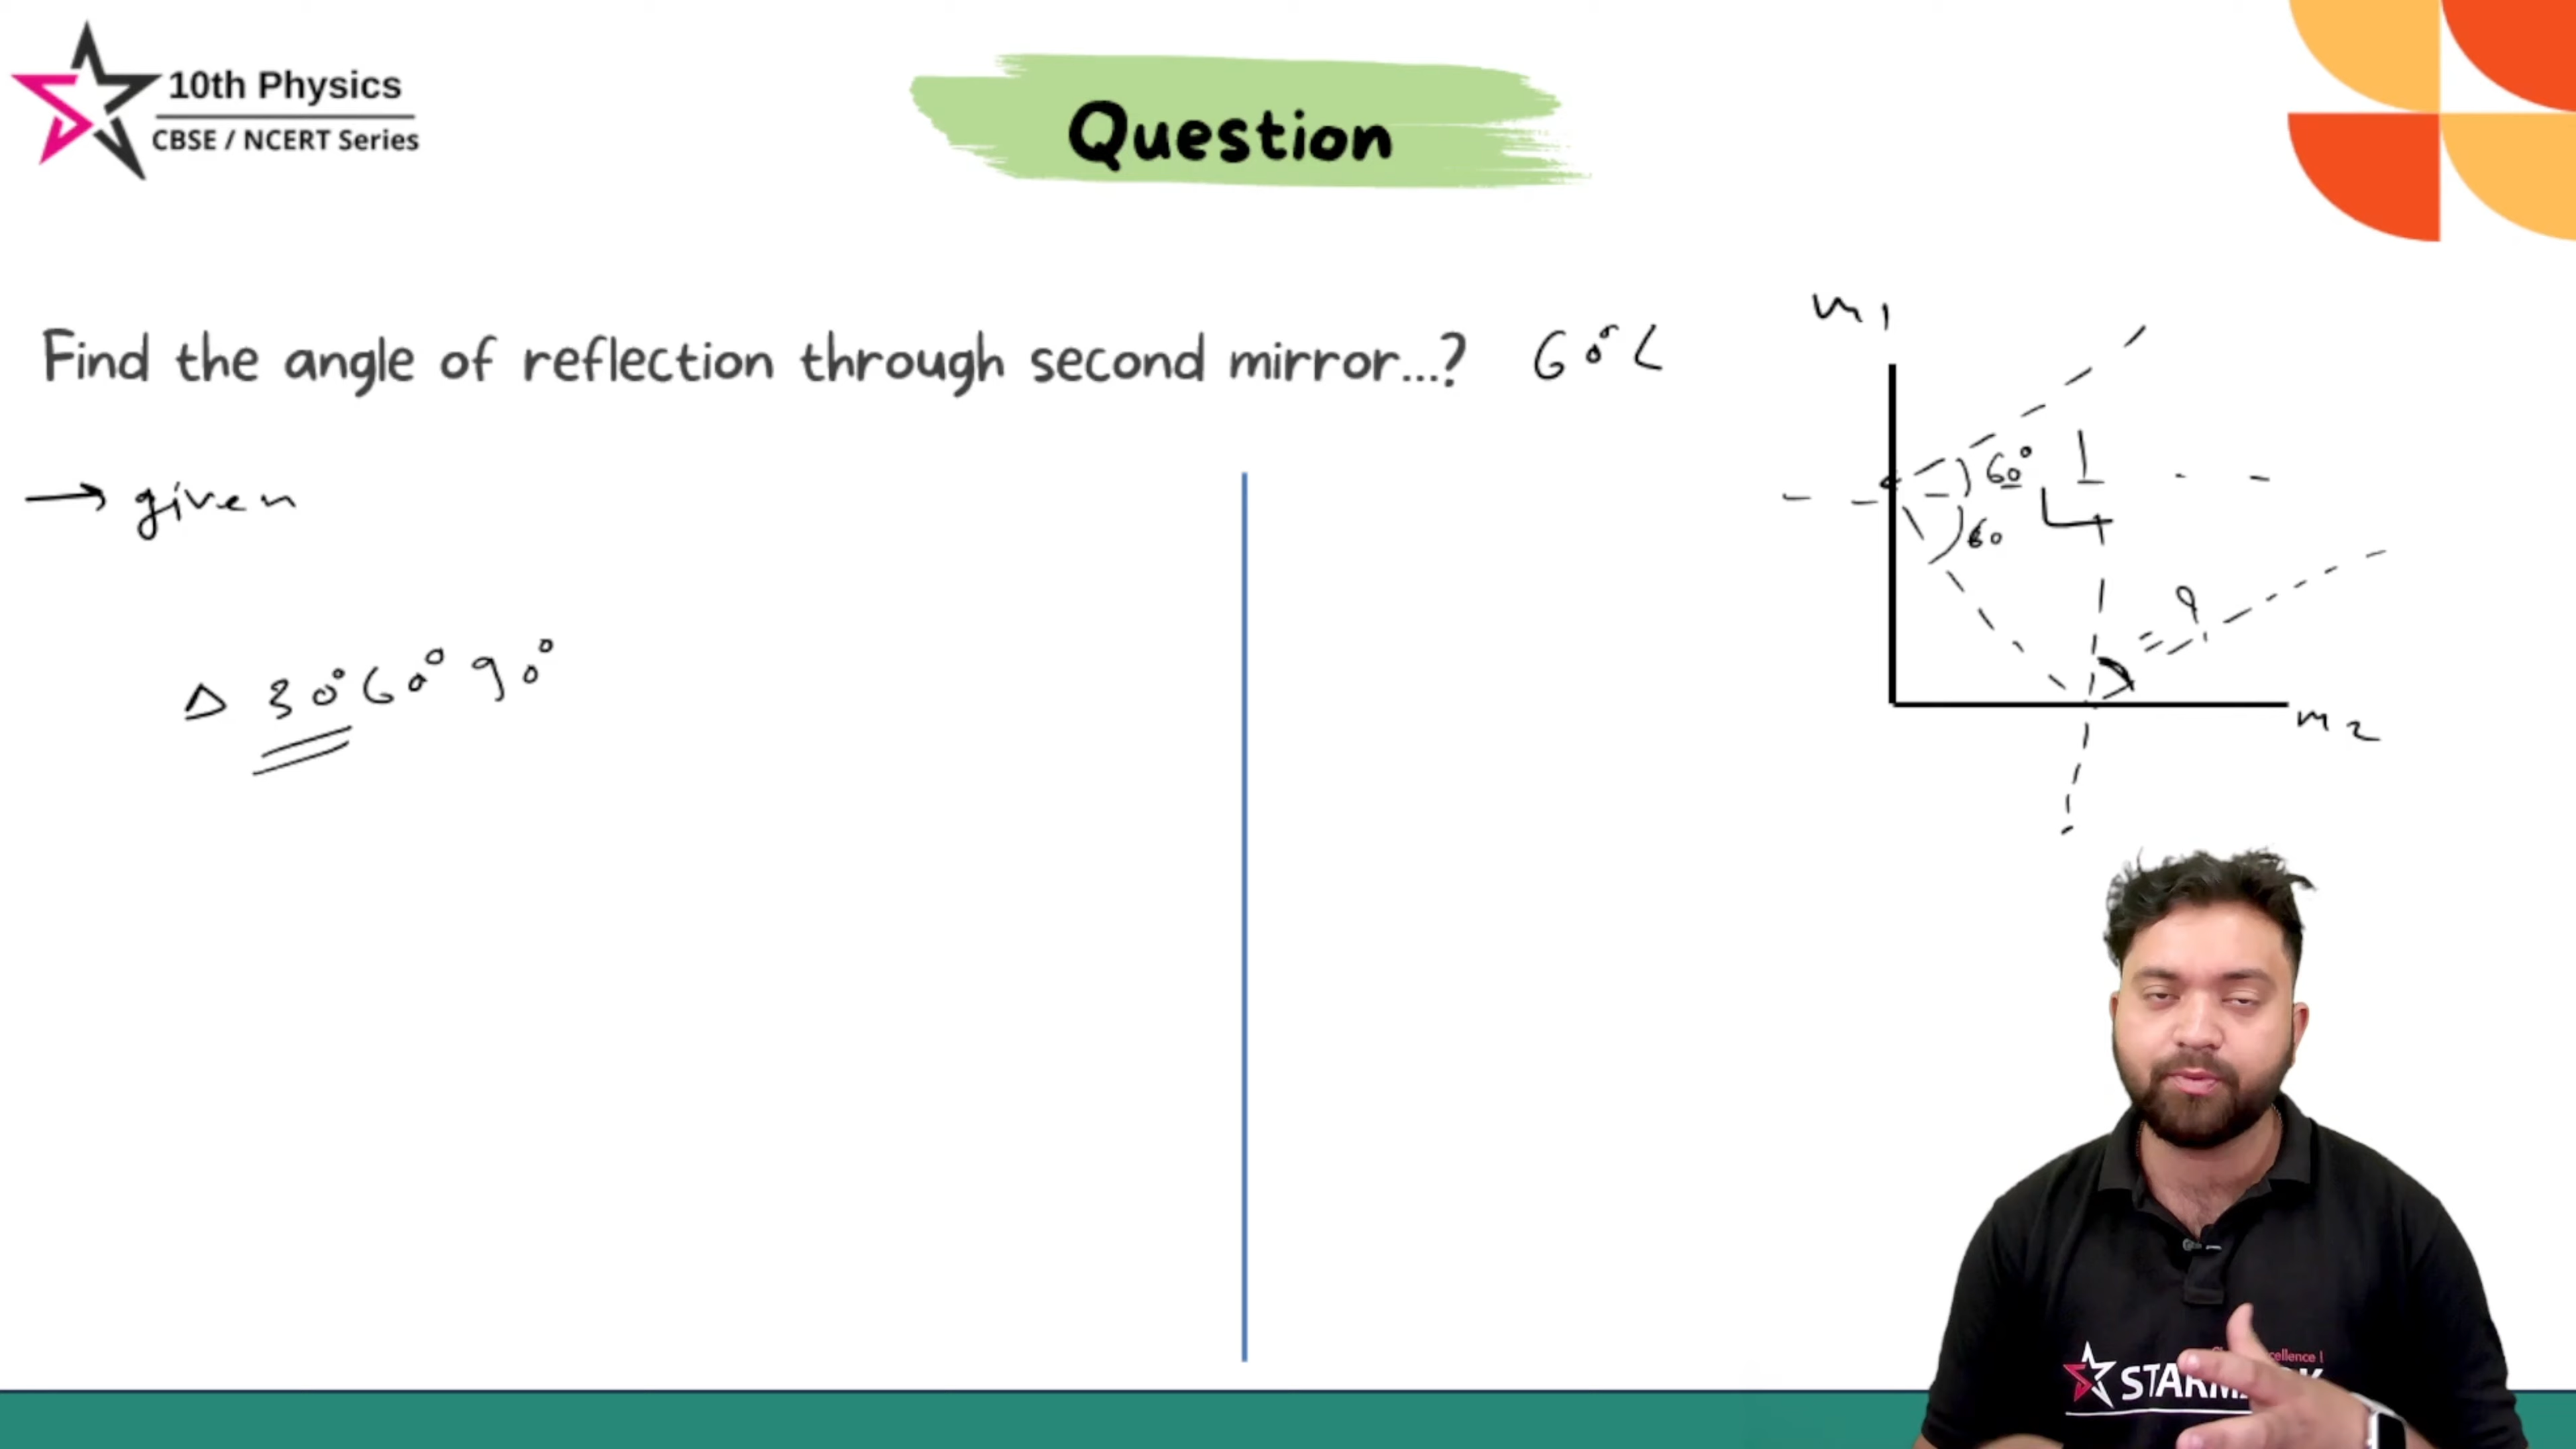 10th Physics
CBSE / NCERT Series
Question
Find the angle of reflection through second mirror...? 60°
→ given
Δ 30° 60° 90°
m1
60°
60
?
m2
STARM